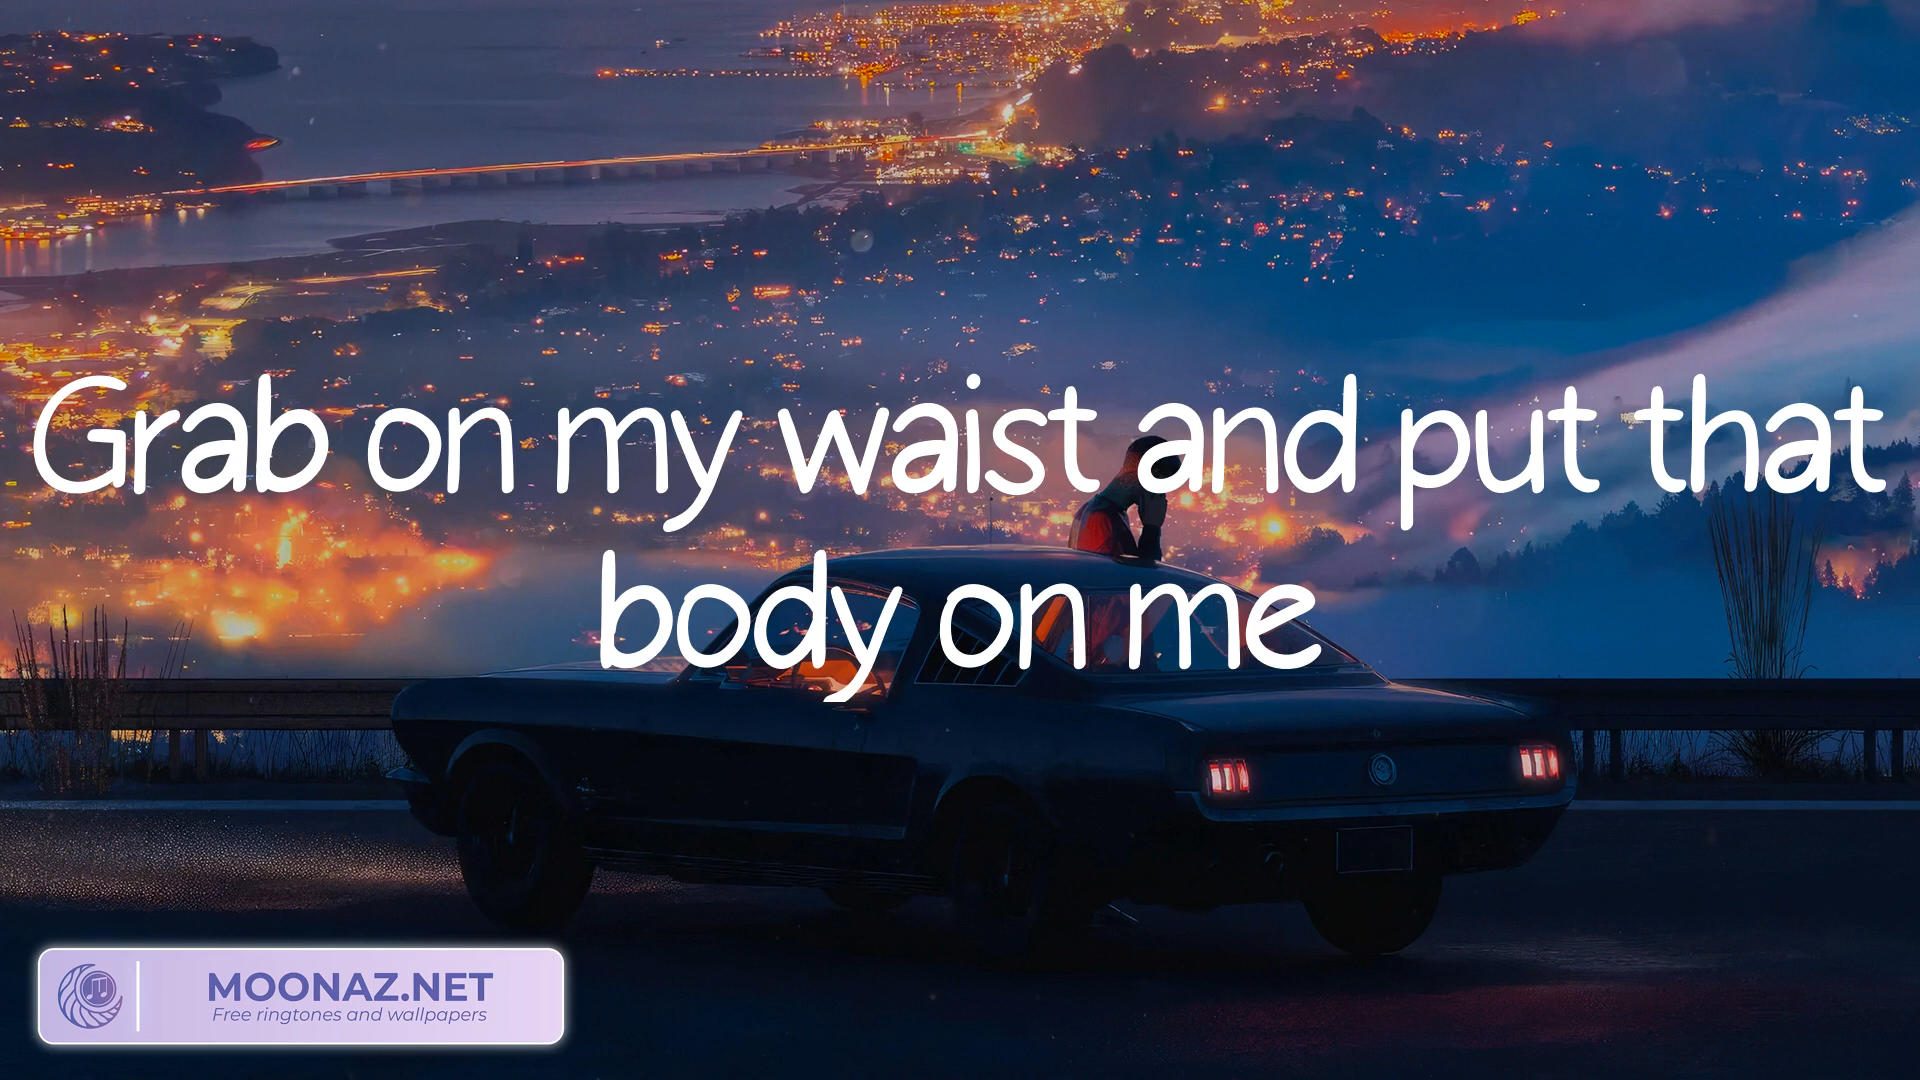 Grab on my waist and put that
body on me
MOONAZ.NET
Free ringtones and wallpapers